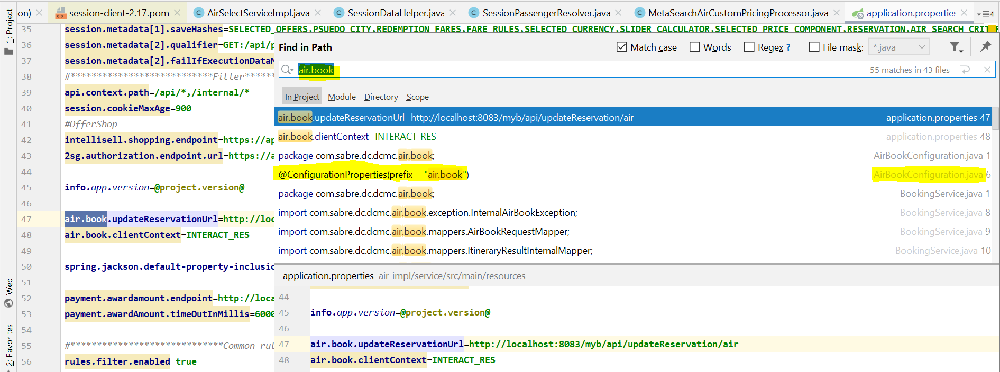 on)
session-client-2.17.pom
AirSelectServiceImpl.java
SessionDataHelper.java
SessionPassengerResolver.java
MetaSearchAirCustomPricingProcessor.java
application.properties
4
1: Project
Web
2: Favorites
35 session.metadata[1].saveHashes=SELECTED_OFFERS,PSUEDO_CITY,REDEMPTION_FARES,FARE_RULES,SELECTED_CURRENCY,SLIDER_CALCULATOR,SELECTED_PRICE_COMPONENT,RESERVATION,AIR_SEARCH_CRITE
36 session.metadata[2].qualifier=GET:/api/p
37 session.metadata[2].failIfExecutionDataM
38 #***************************Filter******
39 api.context.path=/api/*,/internal/*
40 session.cookieMaxAge=900
41 #OfferShop
42 intellisell.shopping.endpoint=https://ap
43 2sg.authorization.endpoint.url=https://a
44
45 info.app.version=@project.version@
46
47 air.book.updateReservationUrl=http://loc
48 air.book.clientContext=INTERACT_RES
49
50 spring.jackson.default-property-inclusio
51
52 payment.awardamount.endpoint=http://loca
53 payment.awardAmount.timeOutInMillis=6000
54
55 #*****************************Common rul
56 rules.filter.enabled=true
Find in Path
Match case
Words
Regex ?
File mask:
*.java
air.book
55 matches in 43 files
In Project Module Directory Scope
air.book.updateReservationUrl=http://localhost:8083/myb/api/updateReservation/air application.properties 47
air.book.clientContext=INTERACT_RES application.properties 48
package com.sabre.dc.dcmc.air.book; AirBookConfiguration.java 1
@ConfigurationProperties(prefix = "air.book") AirBookConfiguration.java 6
package com.sabre.dc.dcmc.air.book; BookingService.java 1
import com.sabre.dc.dcmc.air.book.exception.InternalAirBookException; BookingService.java 8
import com.sabre.dc.dcmc.air.book.mappers.AirBookRequestMapper; BookingService.java 9
import com.sabre.dc.dcmc.air.book.mappers.ItineraryResultInternalMapper; BookingService.java 10
application.properties air-impl/service/src/main/resources
44
45 info.app.version=@project.version@
46
47 air.book.updateReservationUrl=http://localhost:8083/myb/api/updateReservation/air
48 air.book.clientContext=INTERACT_RES